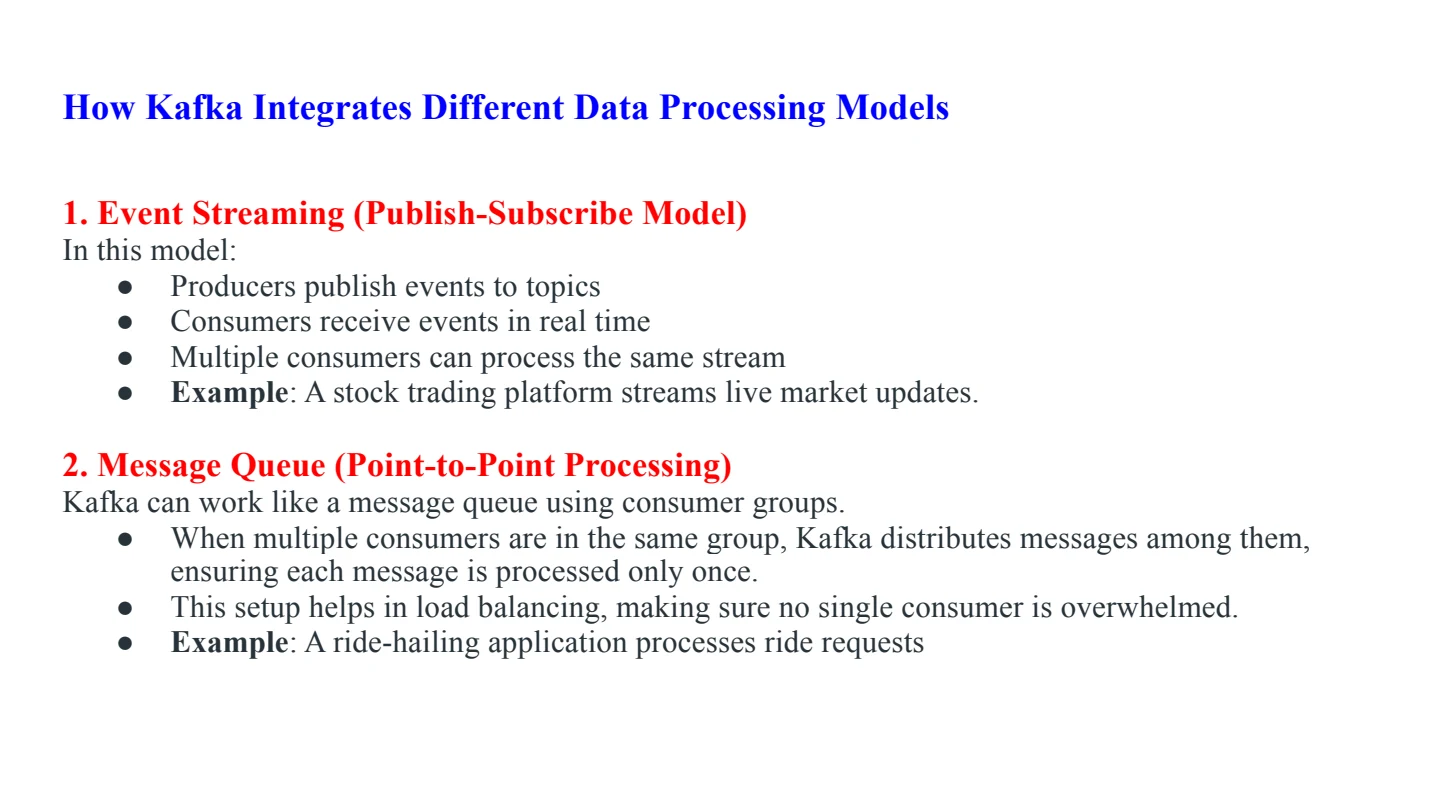 How Kafka Integrates Different Data Processing Models
1. Event Streaming (Publish-Subscribe Model)
In this model:
● Producers publish events to topics
● Consumers receive events in real time
● Multiple consumers can process the same stream
● Example: A stock trading platform streams live market updates.
2. Message Queue (Point-to-Point Processing)
Kafka can work like a message queue using consumer groups.
● When multiple consumers are in the same group, Kafka distributes messages among them,
ensuring each message is processed only once.
● This setup helps in load balancing, making sure no single consumer is overwhelmed.
● Example: A ride-hailing application processes ride requests